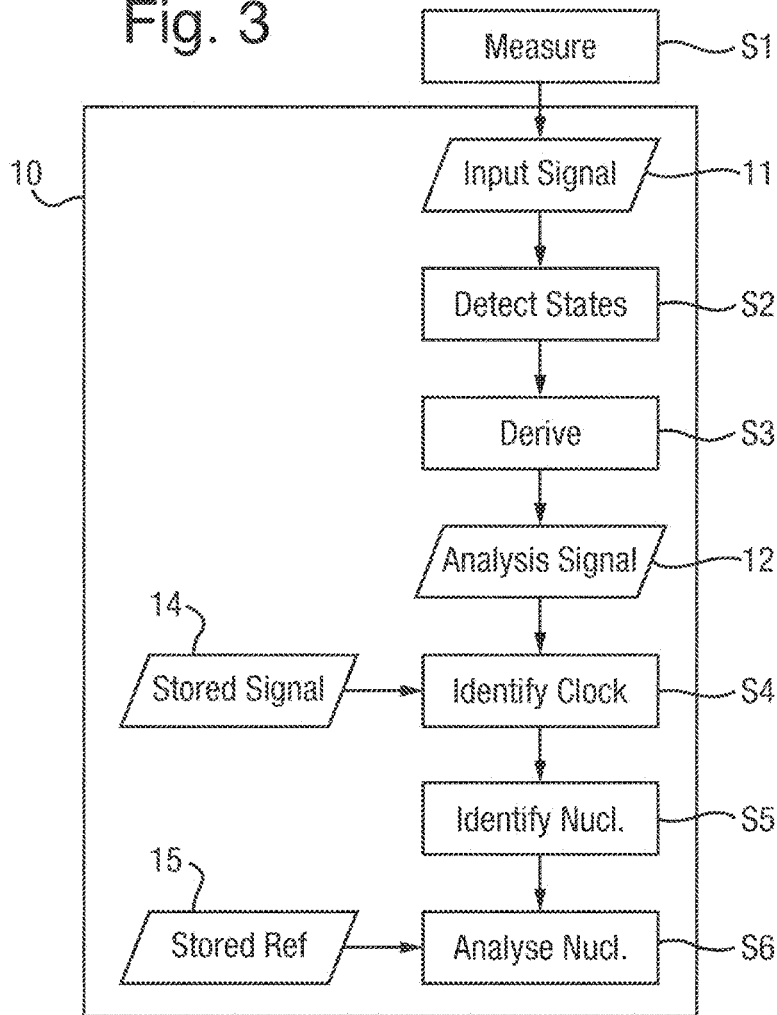 Fig. 3
Measure S1
10 Input Signal 11
Detect States S2
Derive S3
Analysis Signal 12
14
Stored Signal Identify Clock S4
Identify Nucl. S5
15
Stored Ref Analyse Nucl. S6